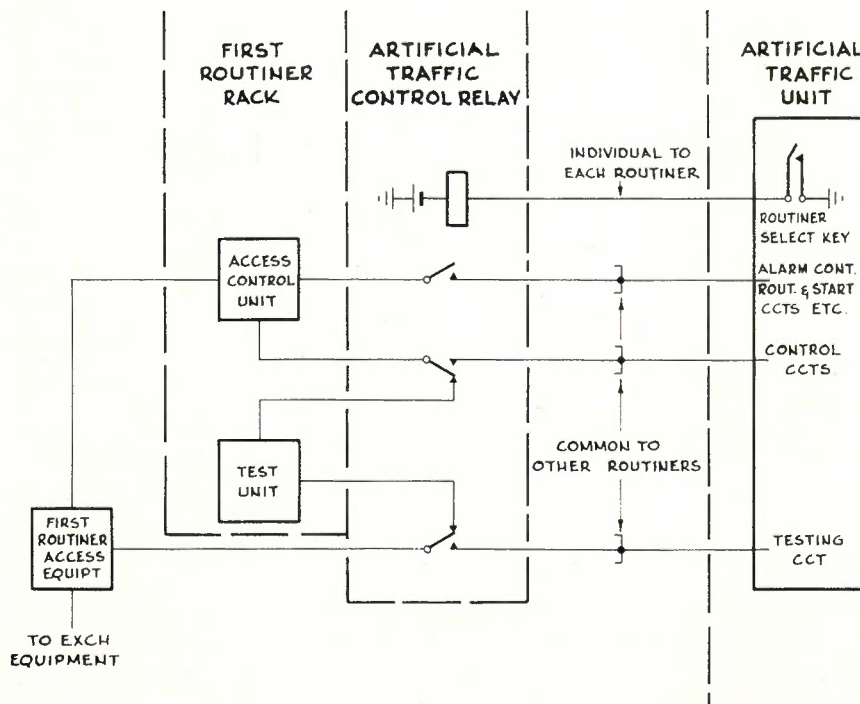 FIRST
ROUTINER
RACK
ARTIFICIAL
TRAFFIC
CONTROL RELAY
ARTIFICIAL
TRAFFIC
UNIT
INDIVIDUAL TO
EACH ROUTINER
ROUTINER
SELECT KEY
ACCESS
CONTROL
UNIT
ALARM CONT.
ROUT. & START
CCTS ETC.
CONTROL
CCTS.
TEST
UNIT
COMMON TO
OTHER ROUTINERS
FIRST
ROUTINER
ACCESS
EQUIPT
TESTING
CCT
TO EXCH
EQUIPMENT